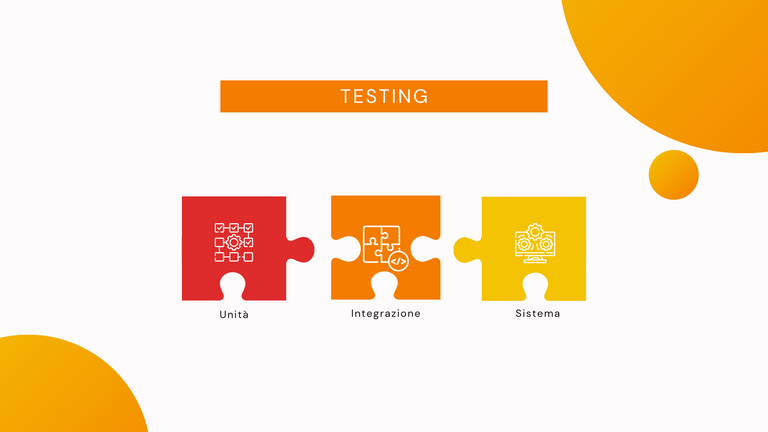 TESTING
Unità
Integrazione
Sistema